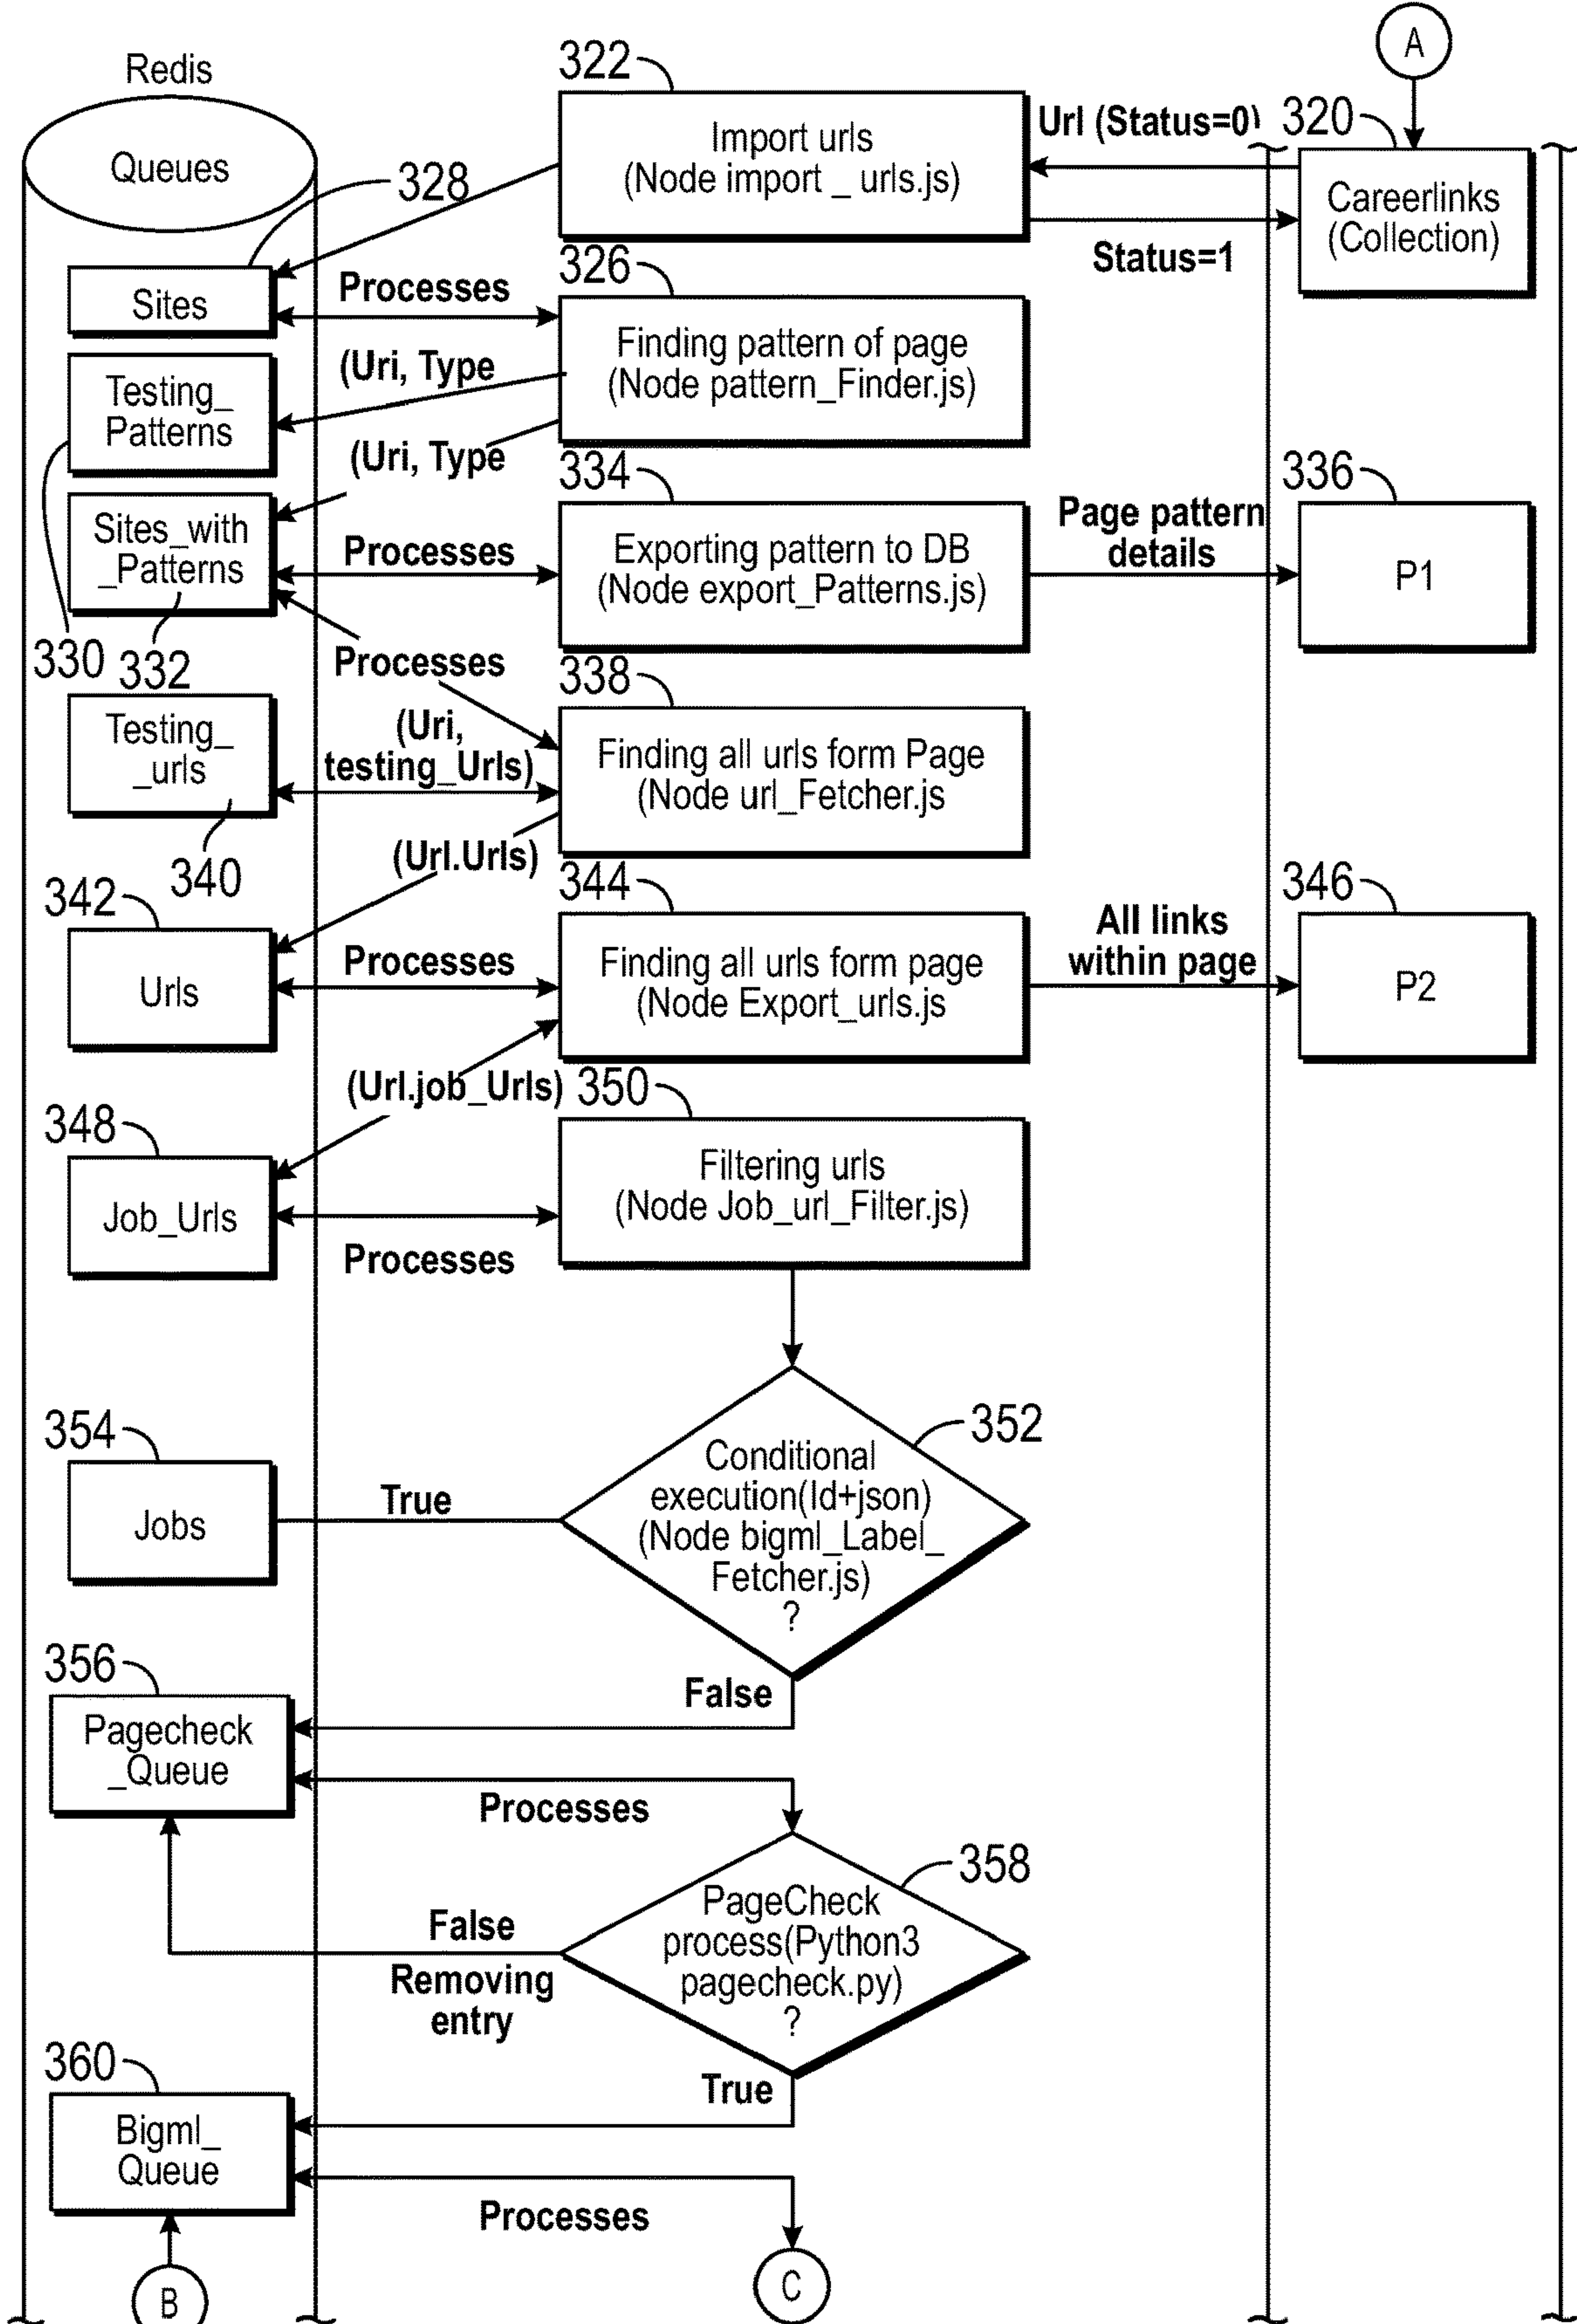 A
Redis
Queues
322
Import urls
(Node import _ urls.js)
Url (Status=0)
320
Careerlinks
(Collection)
Status=1
328
Sites
Processes
326
Finding pattern of page
(Node pattern_Finder.js)
(Uri, Type
Testing_
Patterns
(Uri, Type
330
Sites_with
_Patterns
332
Processes
334
Exporting pattern to DB
(Node export_Patterns.js)
Page pattern
details
336
P1
Processes
338
Finding all urls form Page
(Node url_Fetcher.js
Testing_
_urls
340
(Uri,
testing_Urls)
(Url.Urls)
342
Urls
Processes
344
Finding all urls form page
(Node Export_urls.js
All links
within page
346
P2
(Url.job_Urls)
348
Job_Urls
Processes
350
Filtering urls
(Node Job_url_Filter.js)
352
Conditional
execution(Id+json)
(Node bigml_Label_
Fetcher.js)
?
354
Jobs
True
False
356
Pagecheck
_Queue
Processes
358
PageCheck
process(Python3
pagecheck.py)
?
False
Removing
entry
True
360
Bigml_
Queue
Processes
B
C